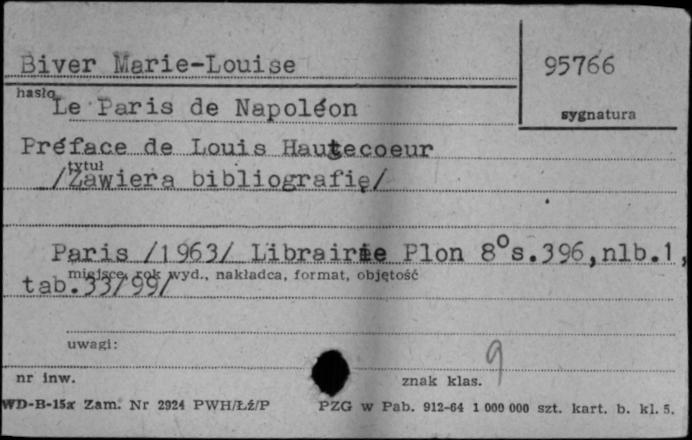 Biver Marie-Louise
95766
hasło
Le Paris de Napoléon
sygnatura
Préface de Louis Hautecoeur
tytuł
/Zawiera bibliografię/
Paris /1963/ Librairie Plon 8° s.396,nlb.1,
miejsce, rok wyd., nakładca, format, objętość
tab.33/99/
uwagi:
9
nr inw.
znak klas.
WD-B-15x Zam. Nr 2924 PWH/Łź/P
PZG w Pab. 912-64 1 000 000 szt. kart. b. kl. 5.